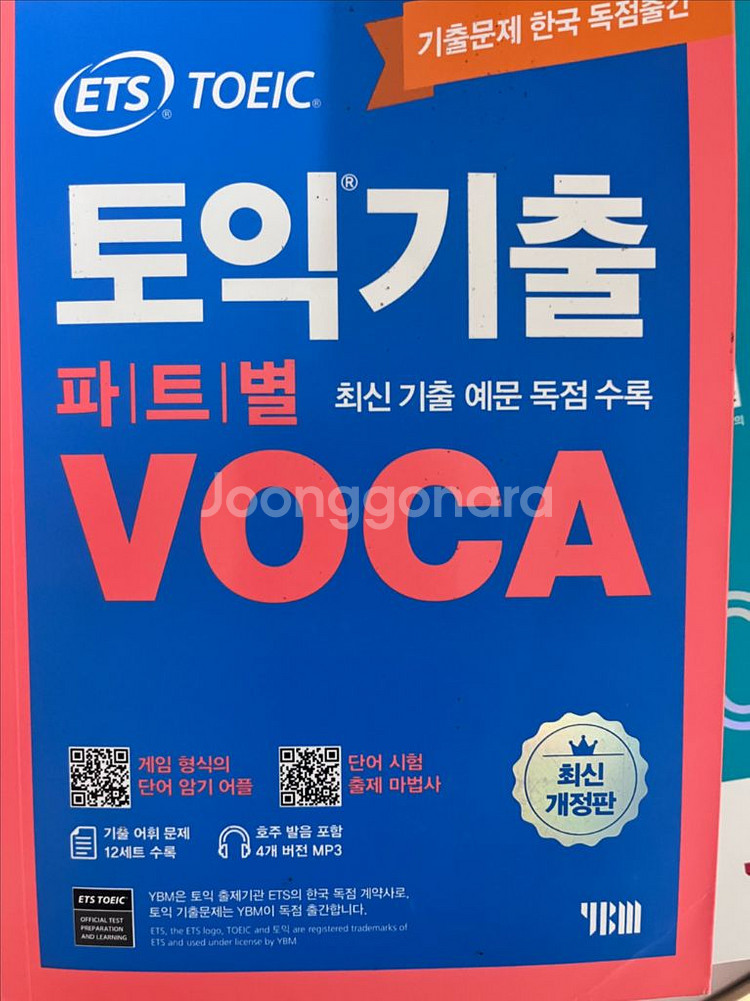 기출문제 한국 독점출간
ETS® TOEIC®
토익®기출
파|트|별
최신 기출 예문 독점 수록
VOCA
Joonggonara
게임 형식의
단어 암기 어플
단어 시험
출제 마법사
기출 어휘 문제
12세트 수록
호주 발음 포함
4개 버전 MP3
최신
개정판
ETS TOEIC
OFFICIAL TEST
PREPARATION
AND LEARNING
YBM은 토익 출제기관 ETS의 한국 독점 계약사로,
토익 기출문제는 YBM이 독점 출간합니다.
ETS, the ETS logo, TOEIC and 토익 are registered trademarks of
ETS and used under license by YBM
YBM